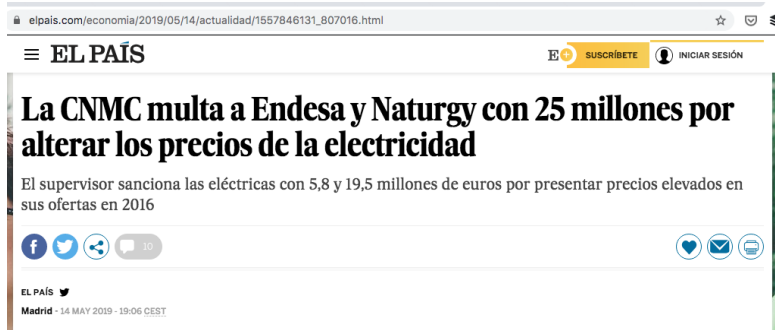 elpais.com/economia/2019/05/14/actualidad/1557846131_807016.html
EL PAÍS
E+
SUSCRÍBETE
INICIAR SESIÓN
La CNMC multa a Endesa y Naturgy con 25 millones por
alterar los precios de la electricidad
El supervisor sanciona las eléctricas con 5,8 y 19,5 millones de euros por presentar precios elevados en
sus ofertas en 2016
10
EL PAÍS
Madrid - 14 MAY 2019 - 19:06 CEST